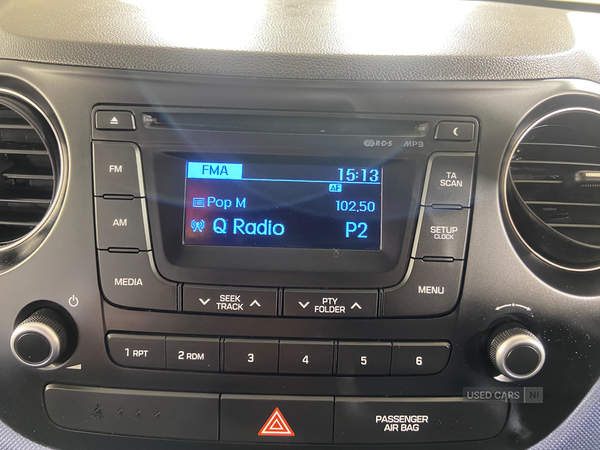 R·D·S MP3
FM
FMA 15:13
AF
TA
SCAN
Pop M 102.50
AM
Q Radio P2
SETUP
CLOCK
MEDIA
SEEK
TRACK
PTY
FOLDER
MENU
1 RPT 2 RDM 3 4 5 6
PASSENGER
AIR BAG
USED CARS NI